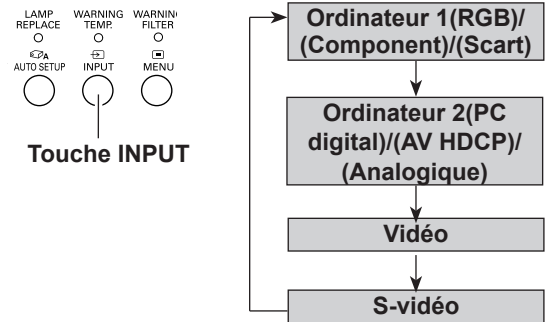 LAMP
REPLACE
WARNING
TEMP.
WARNIN
FILTER
A
AUTO SETUP
INPUT
MENU
Touche INPUT
Ordinateur 1(RGB)/
(Component)/(Scart)
Ordinateur 2(PC
digital)/(AV HDCP)/
(Analogique)
Vidéo
S-vidéo